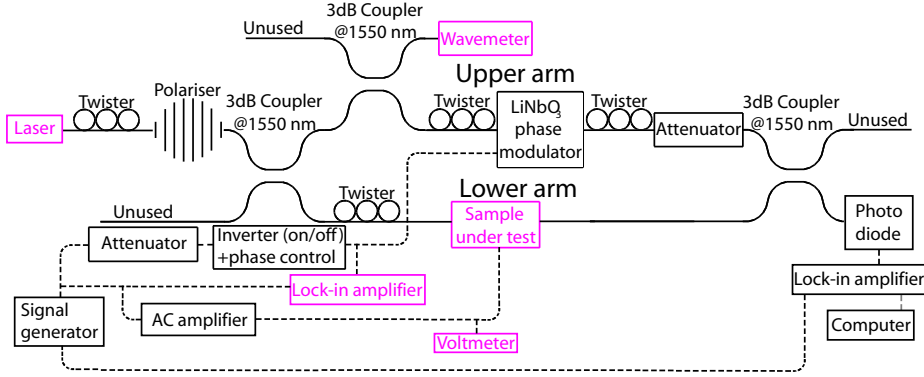 Unused
3dB Coupler
@1550 nm
Wavemeter
Upper arm
Twister
Polariser
3dB Coupler
@1550 nm
Twister
LiNbO
3
phase
modulator
Twister
Attenuator
3dB Coupler
@1550 nm
Unused
Laser
Lower arm
Twister
Unused
Sample
under test
Photo
diode
Attenuator
Inverter (on/off)
+phase control
Lock-in amplifier
Lock-in amplifier
Signal
generator
AC amplifier
Voltmeter
Computer